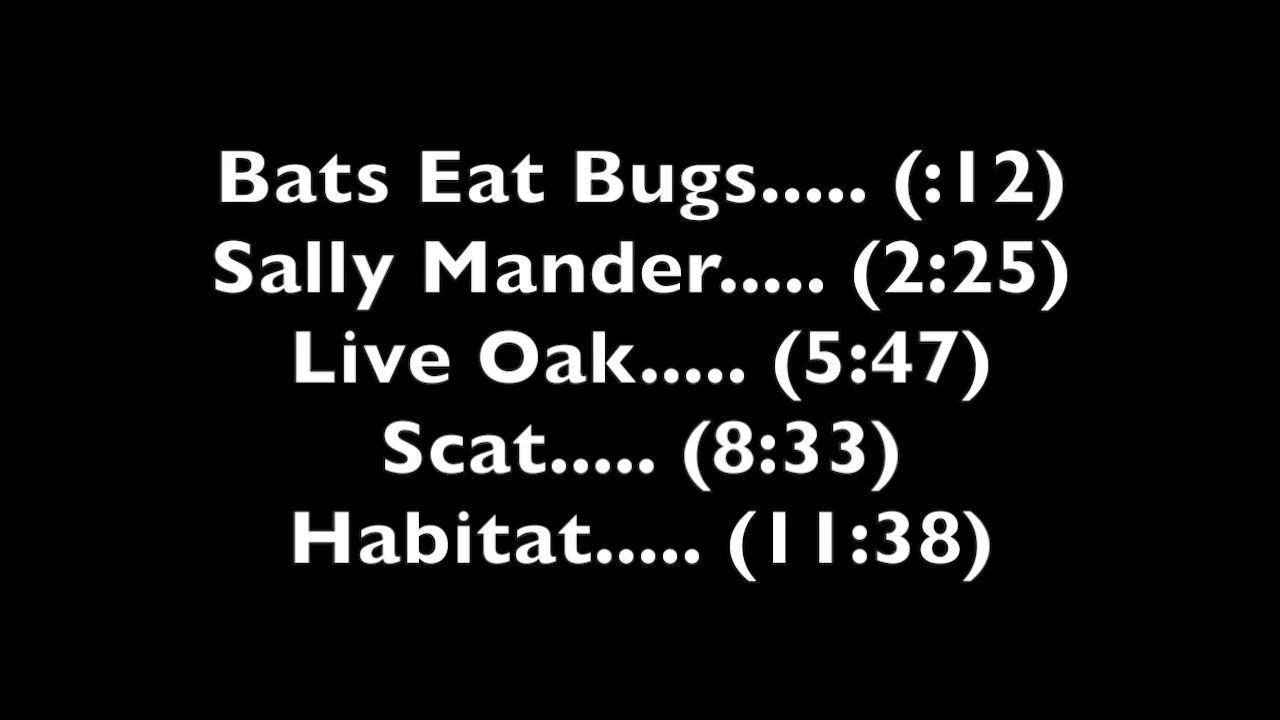 Bats Eat Bugs..... (:12)
Sally Mander..... (2:25)
Live Oak..... (5:47)
Scat..... (8:33)
Habitat..... (11:38)